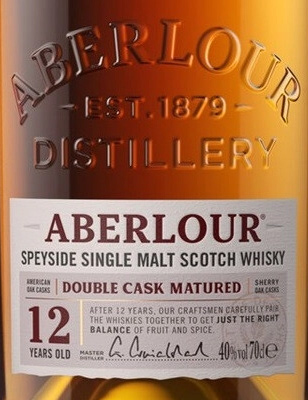 ABERLOUR
EST.1879
DISTILLERY
ABERLOUR®
SPEYSIDE SINGLE MALT SCOTCH WHISKY
AMERICAN
OAK CASKS
DOUBLE CASK MATURED
SHERRY
OAK CASKS
12
YEARS OLD
AFTER 12 YEARS, OUR CRAFTSMEN CAREFULLY PAIR
THE WHISKIES TOGETHER TO GET JUST THE RIGHT
BALANCE OF FRUIT AND SPICE.
MASTER
DISTILLER
40%vol 70cl℮